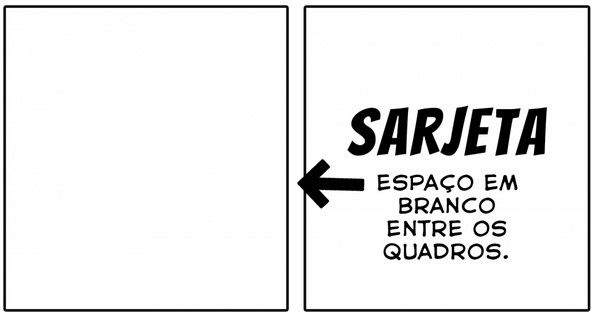 SARJETA
ESPAÇO EM
BRANCO
ENTRE OS
QUADROS.